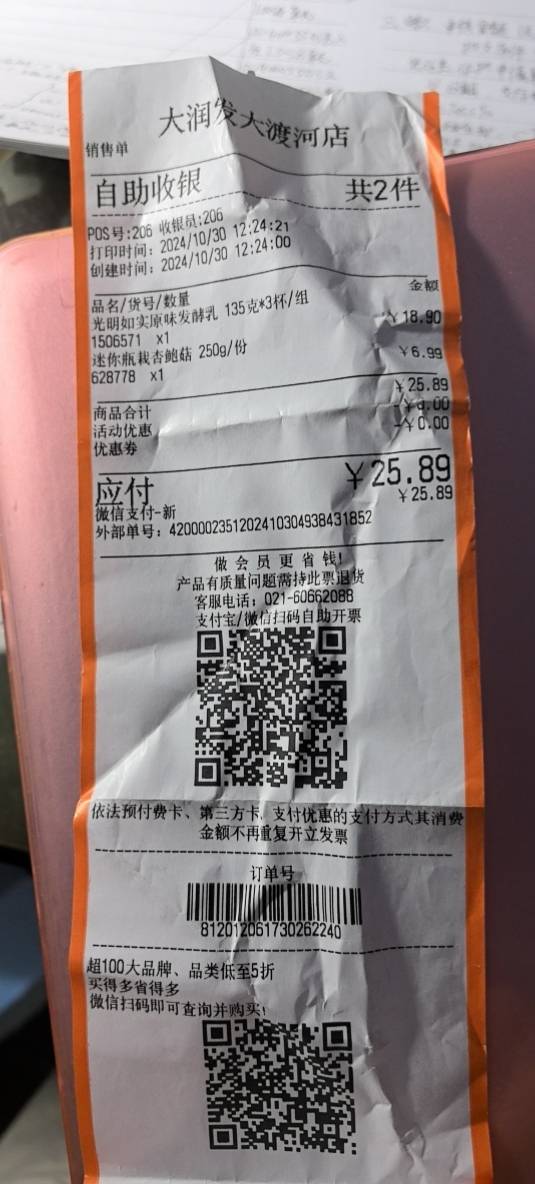 大润发大渡河店
销售单
自助收银 共2件
POS号:206 收银员:206
打印时间: 2024/10/30 12:24:21
创建时间: 2024/10/30 12:24:00
品名/货号/数量 金额
光明如实原味发酵乳 135克*3杯/组 ￥18.90
1506571 x1
迷你瓶栽杏鲍菇 250g/份 ￥6.99
628778 x1
商品合计 ￥25.89
活动优惠 -￥0.00
优惠券 -￥0.00
应付 ￥25.89
微信支付-新 ￥25.89
外部单号: 4200002351202410304938431852
做会员更省钱!
产品有质量问题需持此票退货
客服电话: 021-60662088
支付宝/微信扫码自助开票
依法预付费卡、第三方卡, 支付优惠的支付方式其消费
金额不再重复开立发票
订单号
812012061730262240
超100大品牌、品类低至5折
买得多省得多
微信扫码即可查询并购买!